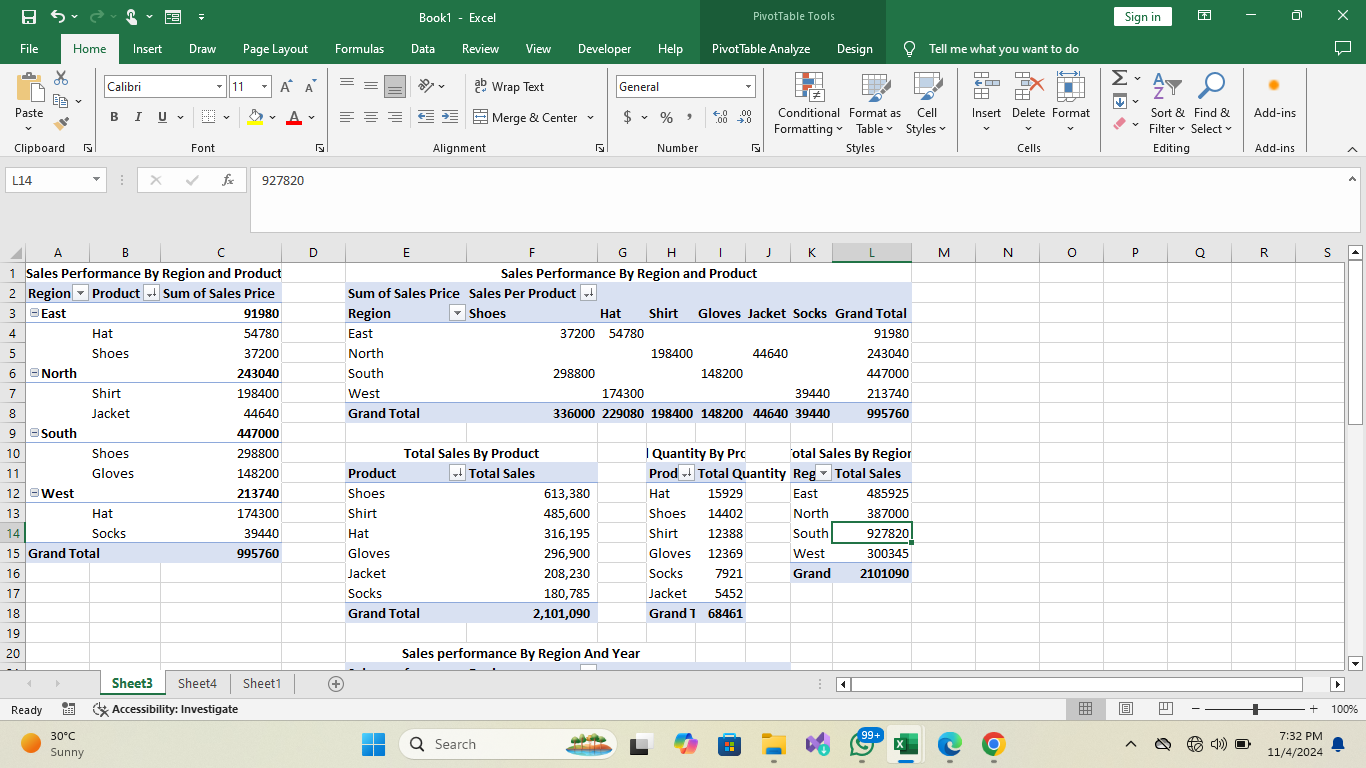 Book1 - Excel
PivotTable Tools
Sign in
File Home Insert Draw Page Layout Formulas Data Review View Developer Help PivotTable Analyze Design Tell me what you want to do
Paste
Clipboard
Calibri 11
B I U
Font
Wrap Text
Merge & Center
Alignment
General
$ % ,
Number
Conditional Formatting
Format as Table
Cell Styles
Styles
Insert Delete Format
Cells
Sort & Filter
Find & Select
Editing
Add-ins
Add-ins
L14 fx 927820
A B C D E F G H I J K L M N O P Q R S
1 Sales Performance By Region and Product Sales Performance By Region and Product
2 Region Product Sum of Sales Price Sum of Sales Price Sales Per Product
3 East 91980 Region Shoes Hat Shirt Gloves Jacket Socks Grand Total
4 Hat 54780 East 37200 54780 91980
5 Shoes 37200 North 198400 44640 243040
6 North 243040 South 298800 148200 447000
7 Shirt 198400 West 174300 39440 213740
8 Jacket 44640 Grand Total 336000 229080 198400 148200 44640 39440 995760
9 South 447000
10 Shoes 298800 Total Sales By Product Quantity By Total Sales By
11 Gloves 148200 Product Total Sales Prod Total Quantity Reg Total Sales
12 West 213740 Shoes 613,380 Hat 15929 East 485925
13 Hat 174300 Shirt 485,600 Shoes 14402 North 387000
14 Socks 39440 Hat 316,195 Shirt 12388 South 927820
15 Grand Total 995760 Gloves 296,900 Gloves 12369 West 300345
16 Jacket 208,230 Socks 7921 Grand 2101090
17 Socks 180,785 Jacket 5452
18 Grand Total 2,101,090 Grand T 68461
19
20 Sales performance By Region And Year
Sheet3 Sheet4 Sheet1
Ready Accessibility: Investigate 100%
30°C
Sunny
Search
99+
7:32 PM
11/4/2024